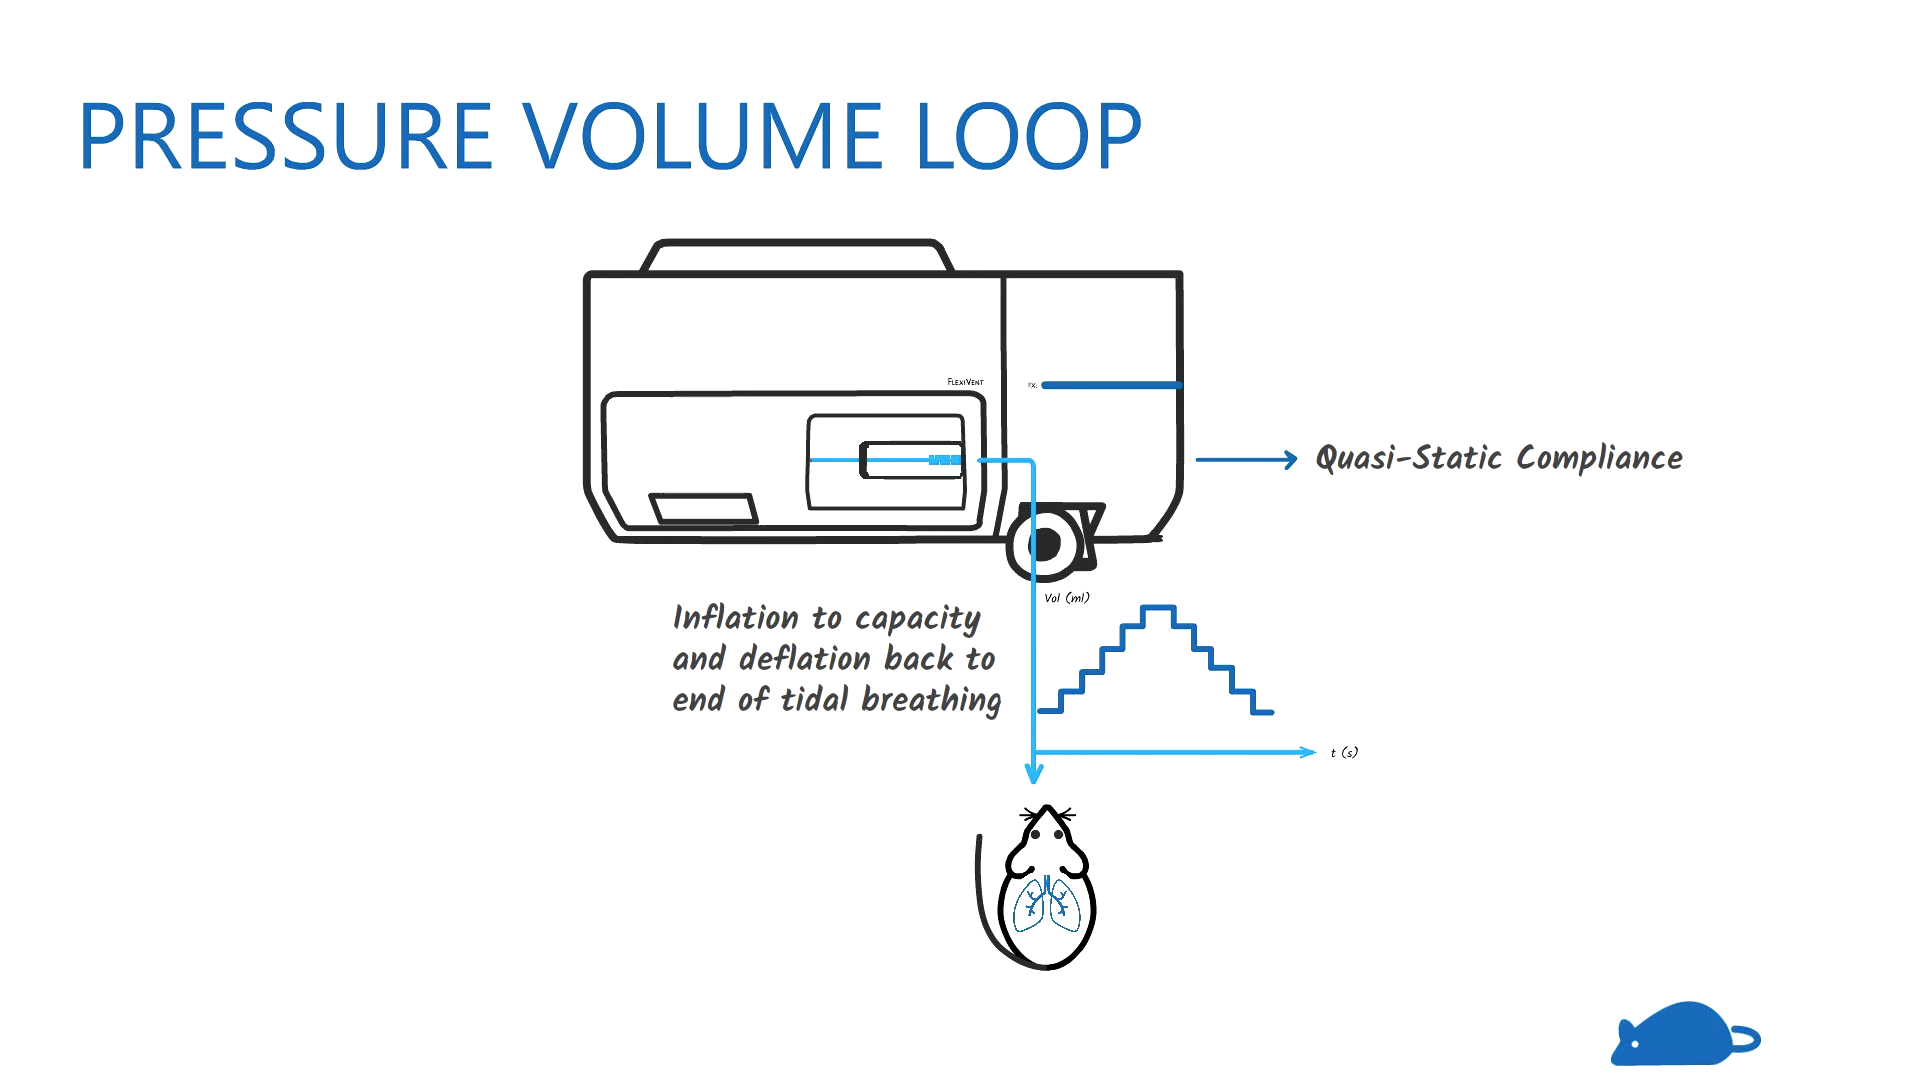 PRESSURE VOLUME LOOP
FLEXIVENT
FX:
Quasi-Static Compliance
Vol (ml)
Inflation to capacity
and deflation back to
end of tidal breathing
t (s)